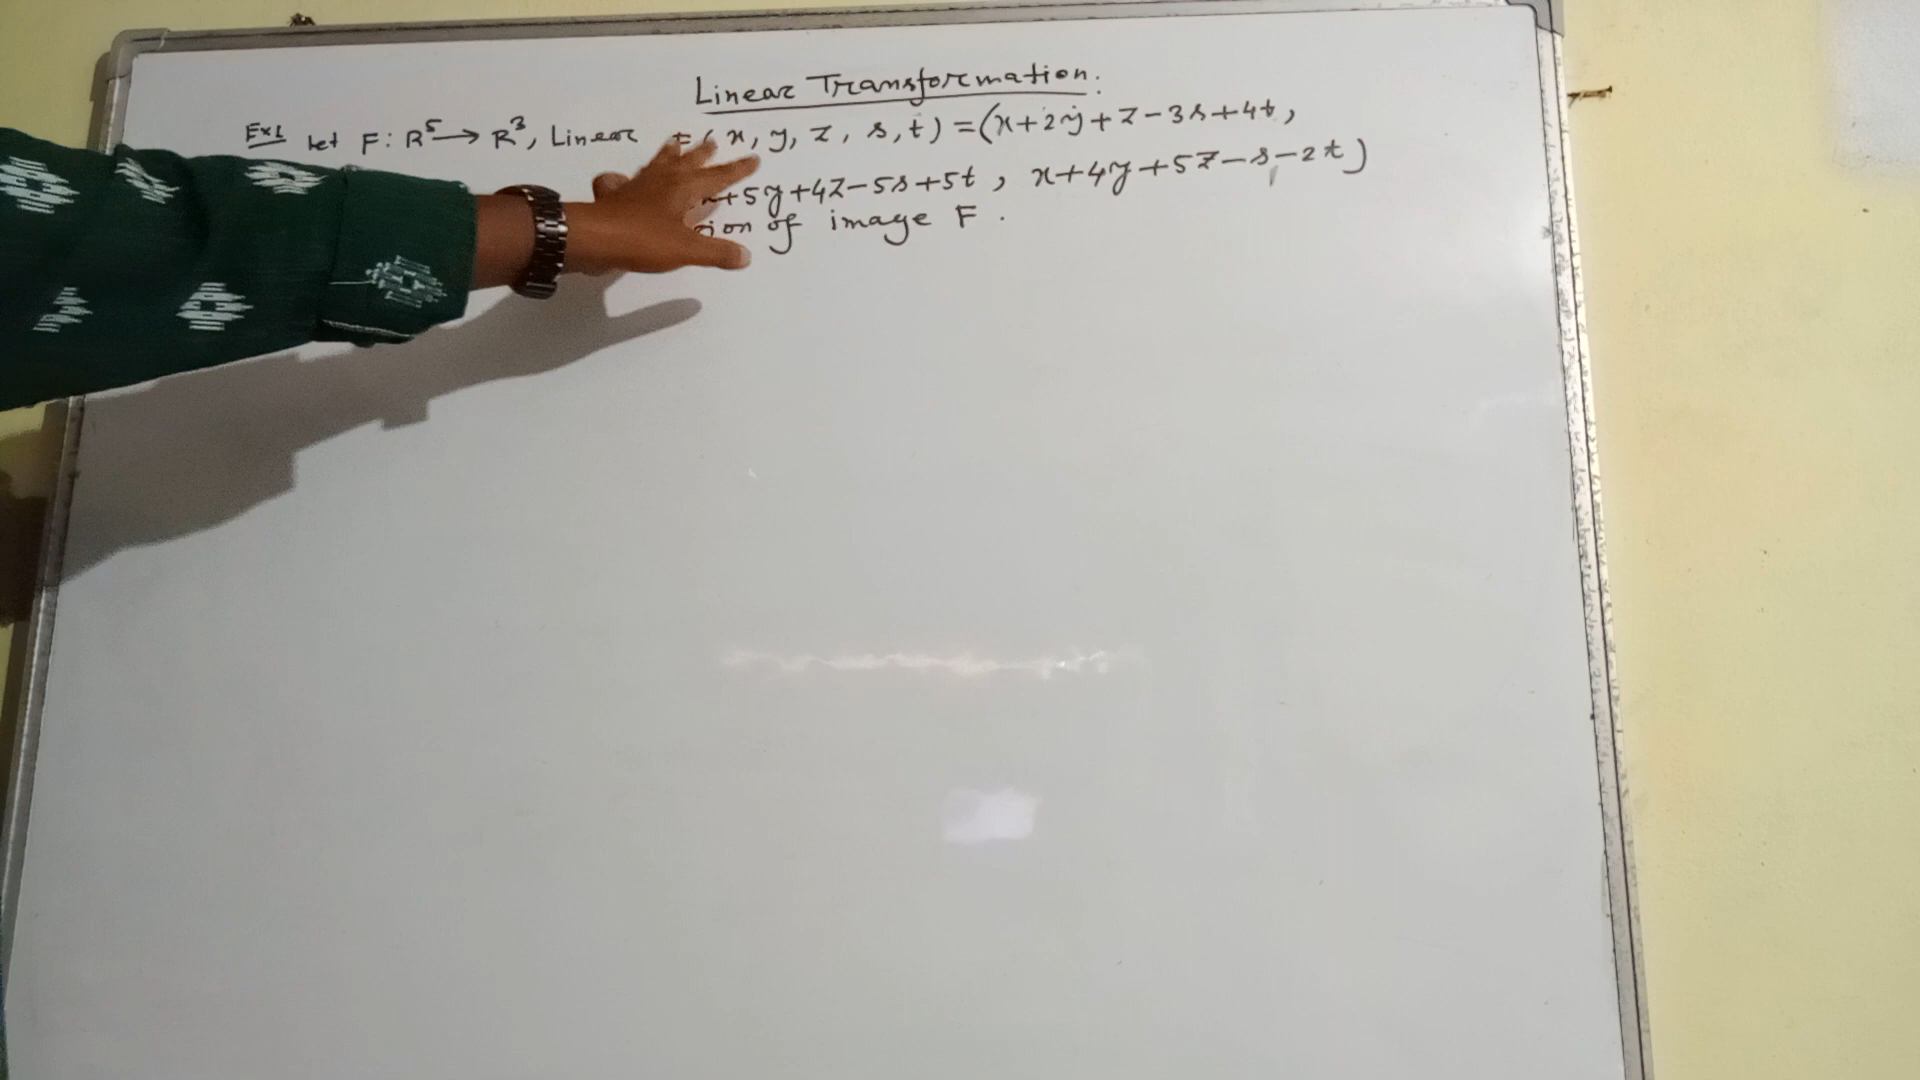 Linear Transformation.
Ex1 Let F: R⁵ → R³, Linear F(x, y, z, s, t) = (x+2y+z-3s+4t,
+5y+4z-5s+5t, x+4y+5z-s-2t)
of image F.